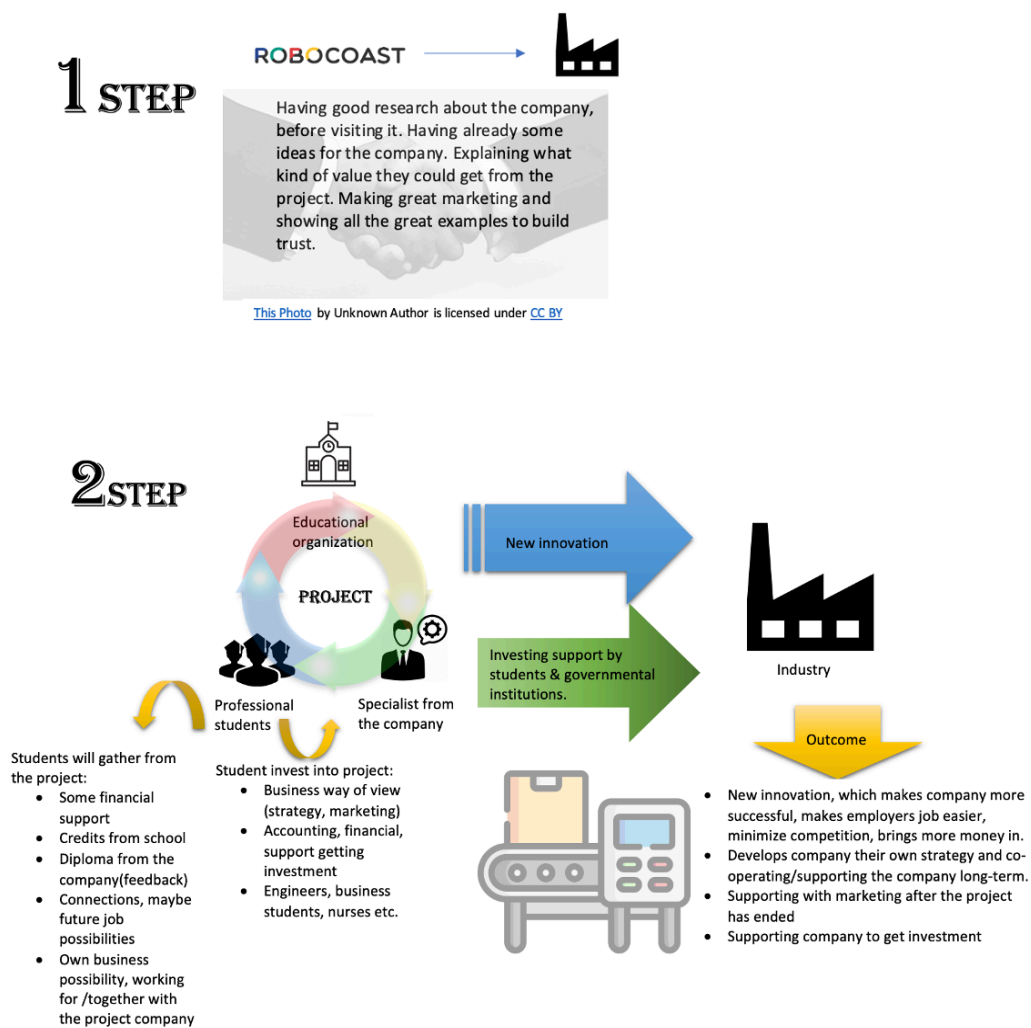 ROBOCOAST
1 STEP
Having good research about the company,
before visiting it. Having already some
ideas for the company. Explaining what
kind of value they could get from the
project. Making great marketing and
showing all the great examples to build
trust.
This Photo by Unknown Author is licensed under CC BY
2 STEP
Educational
organization
PROJECT
Professional
students
Specialist from
the company
New innovation
Investing support by
students & governmental
institutions.
Industry
Outcome
Students will gather from
the project:
• Some financial
support
• Credits from school
• Diploma from the
company(feedback)
• Connections, maybe
future job
possibilities
• Own business
possibility, working
for /together with
the project company
Student invest into project:
• Business way of view
(strategy, marketing)
• Accounting, financial,
support getting
investment
• Engineers, business
students, nurses etc.
• New innovation, which makes company more
successful, makes employers job easier,
minimize competition, brings more money in.
• Develops company their own strategy and co-
operating/supporting the company long-term.
• Supporting with marketing after the project
has ended
• Supporting company to get investment